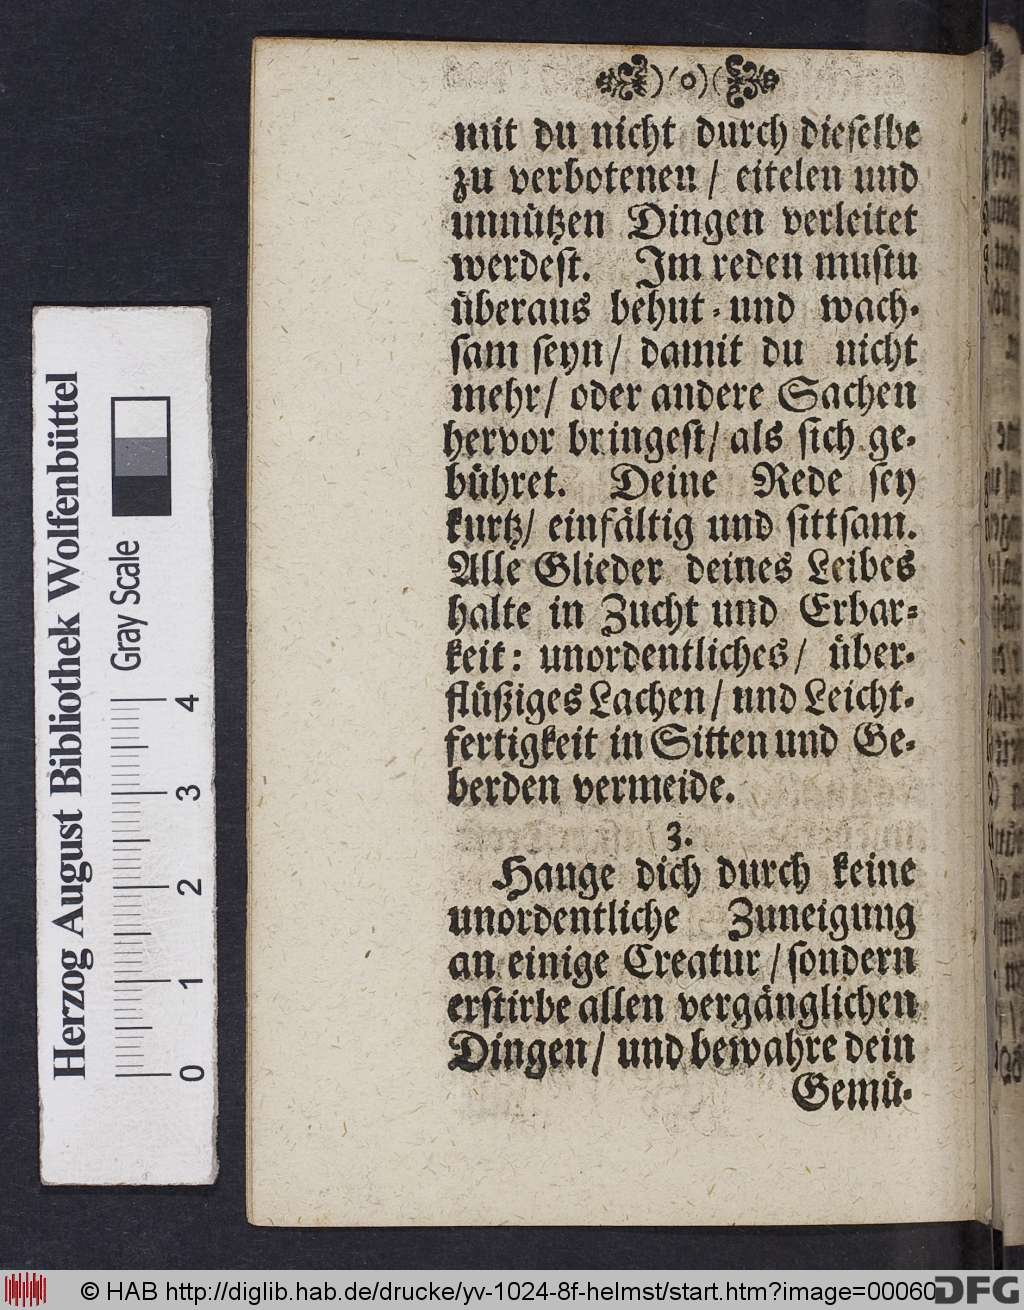 )(o)(
mit du nicht durch dieselbe
zu verbotenen / eitelen und
unnützen Dingen verleitet
werdest. Im reden mustu
überaus behut- und wach-
sam seyn / damit du nicht
mehr / oder andere Sachen
hervor bringest / als sich ge-
bühret. Deine Rede sey
kurtz / einfältig und sittsam.
Alle Glieder deines Leibes
halte in Zucht und Erbar-
keit: unordentliches / über-
flüßiges Lachen / und Leicht-
fertigkeit in Sitten und Ge-
berden vermeide.
3.
Hange dich durch keine
unordentliche Zuneigung
an einige Creatur / sondern
erstirbe allen vergänglichen
Dingen / und bewahre dein
Gemü-
Herzog August Bibliothek Wolfenbüttel
Gray Scale
0 1 2 3 4
© HAB http://diglib.hab.de/drucke/yv-1024-8f-helmst/start.htm?image=00060
DFG